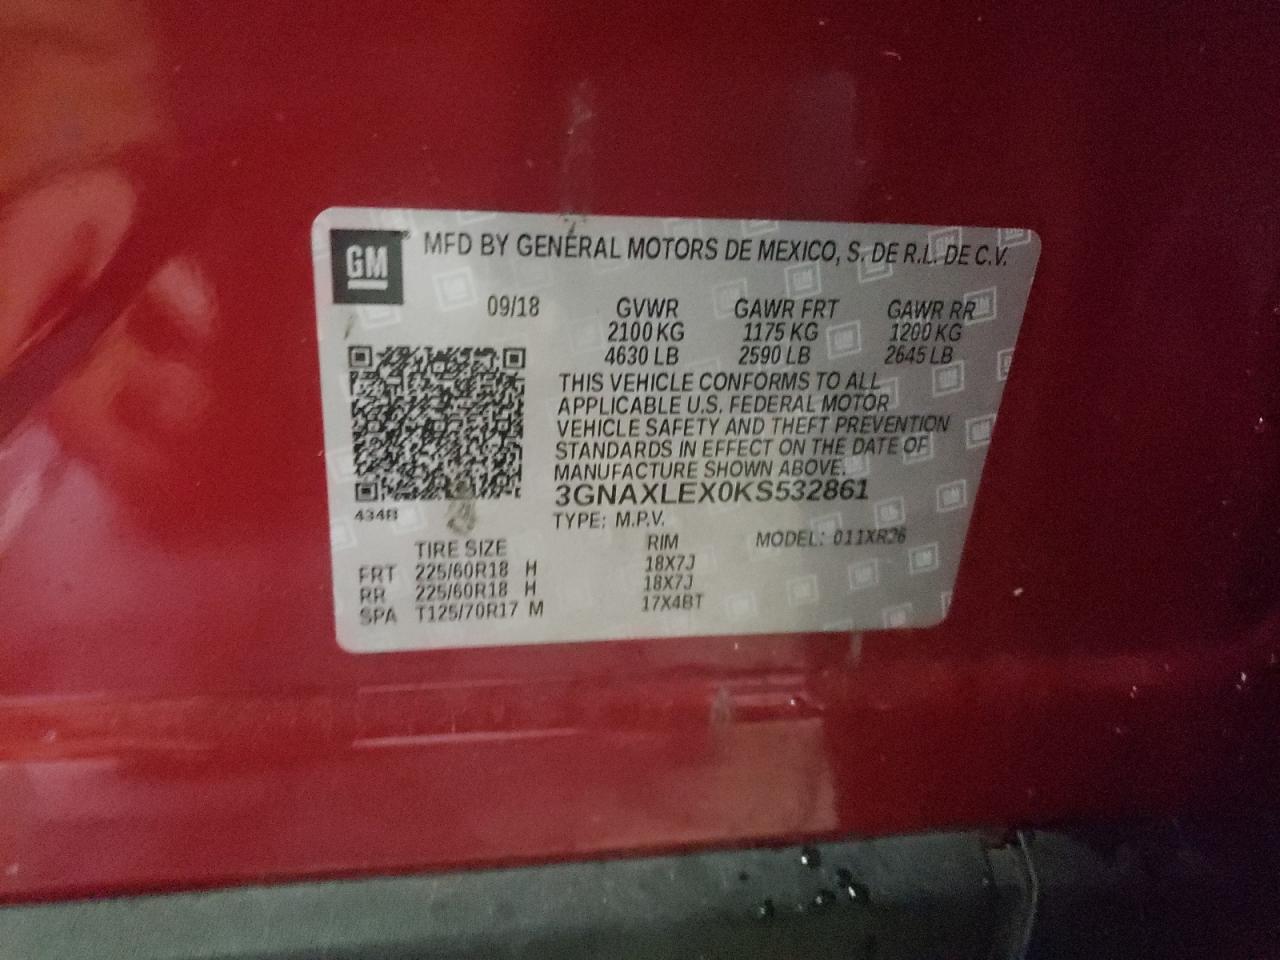 GM
MFD BY GENERAL MOTORS DE MEXICO, S. DE R.L. DE C.V.
09/18 GVWR GAWR FRT GAWR RR
2100 KG 1175 KG 1200 KG
4630 LB 2590 LB 2645 LB
THIS VEHICLE CONFORMS TO ALL
APPLICABLE U.S. FEDERAL MOTOR
VEHICLE SAFETY AND THEFT PREVENTION
STANDARDS IN EFFECT ON THE DATE OF
MANUFACTURE SHOWN ABOVE.
3GNAXLEX0KS532861
434B
TYPE: M.P.V.
MODEL: 011XR26
TIRE SIZE RIM
FRT 225/60R18 H 18X7J
RR 225/60R18 H 18X7J
SPA T125/70R17 M 17X4BT